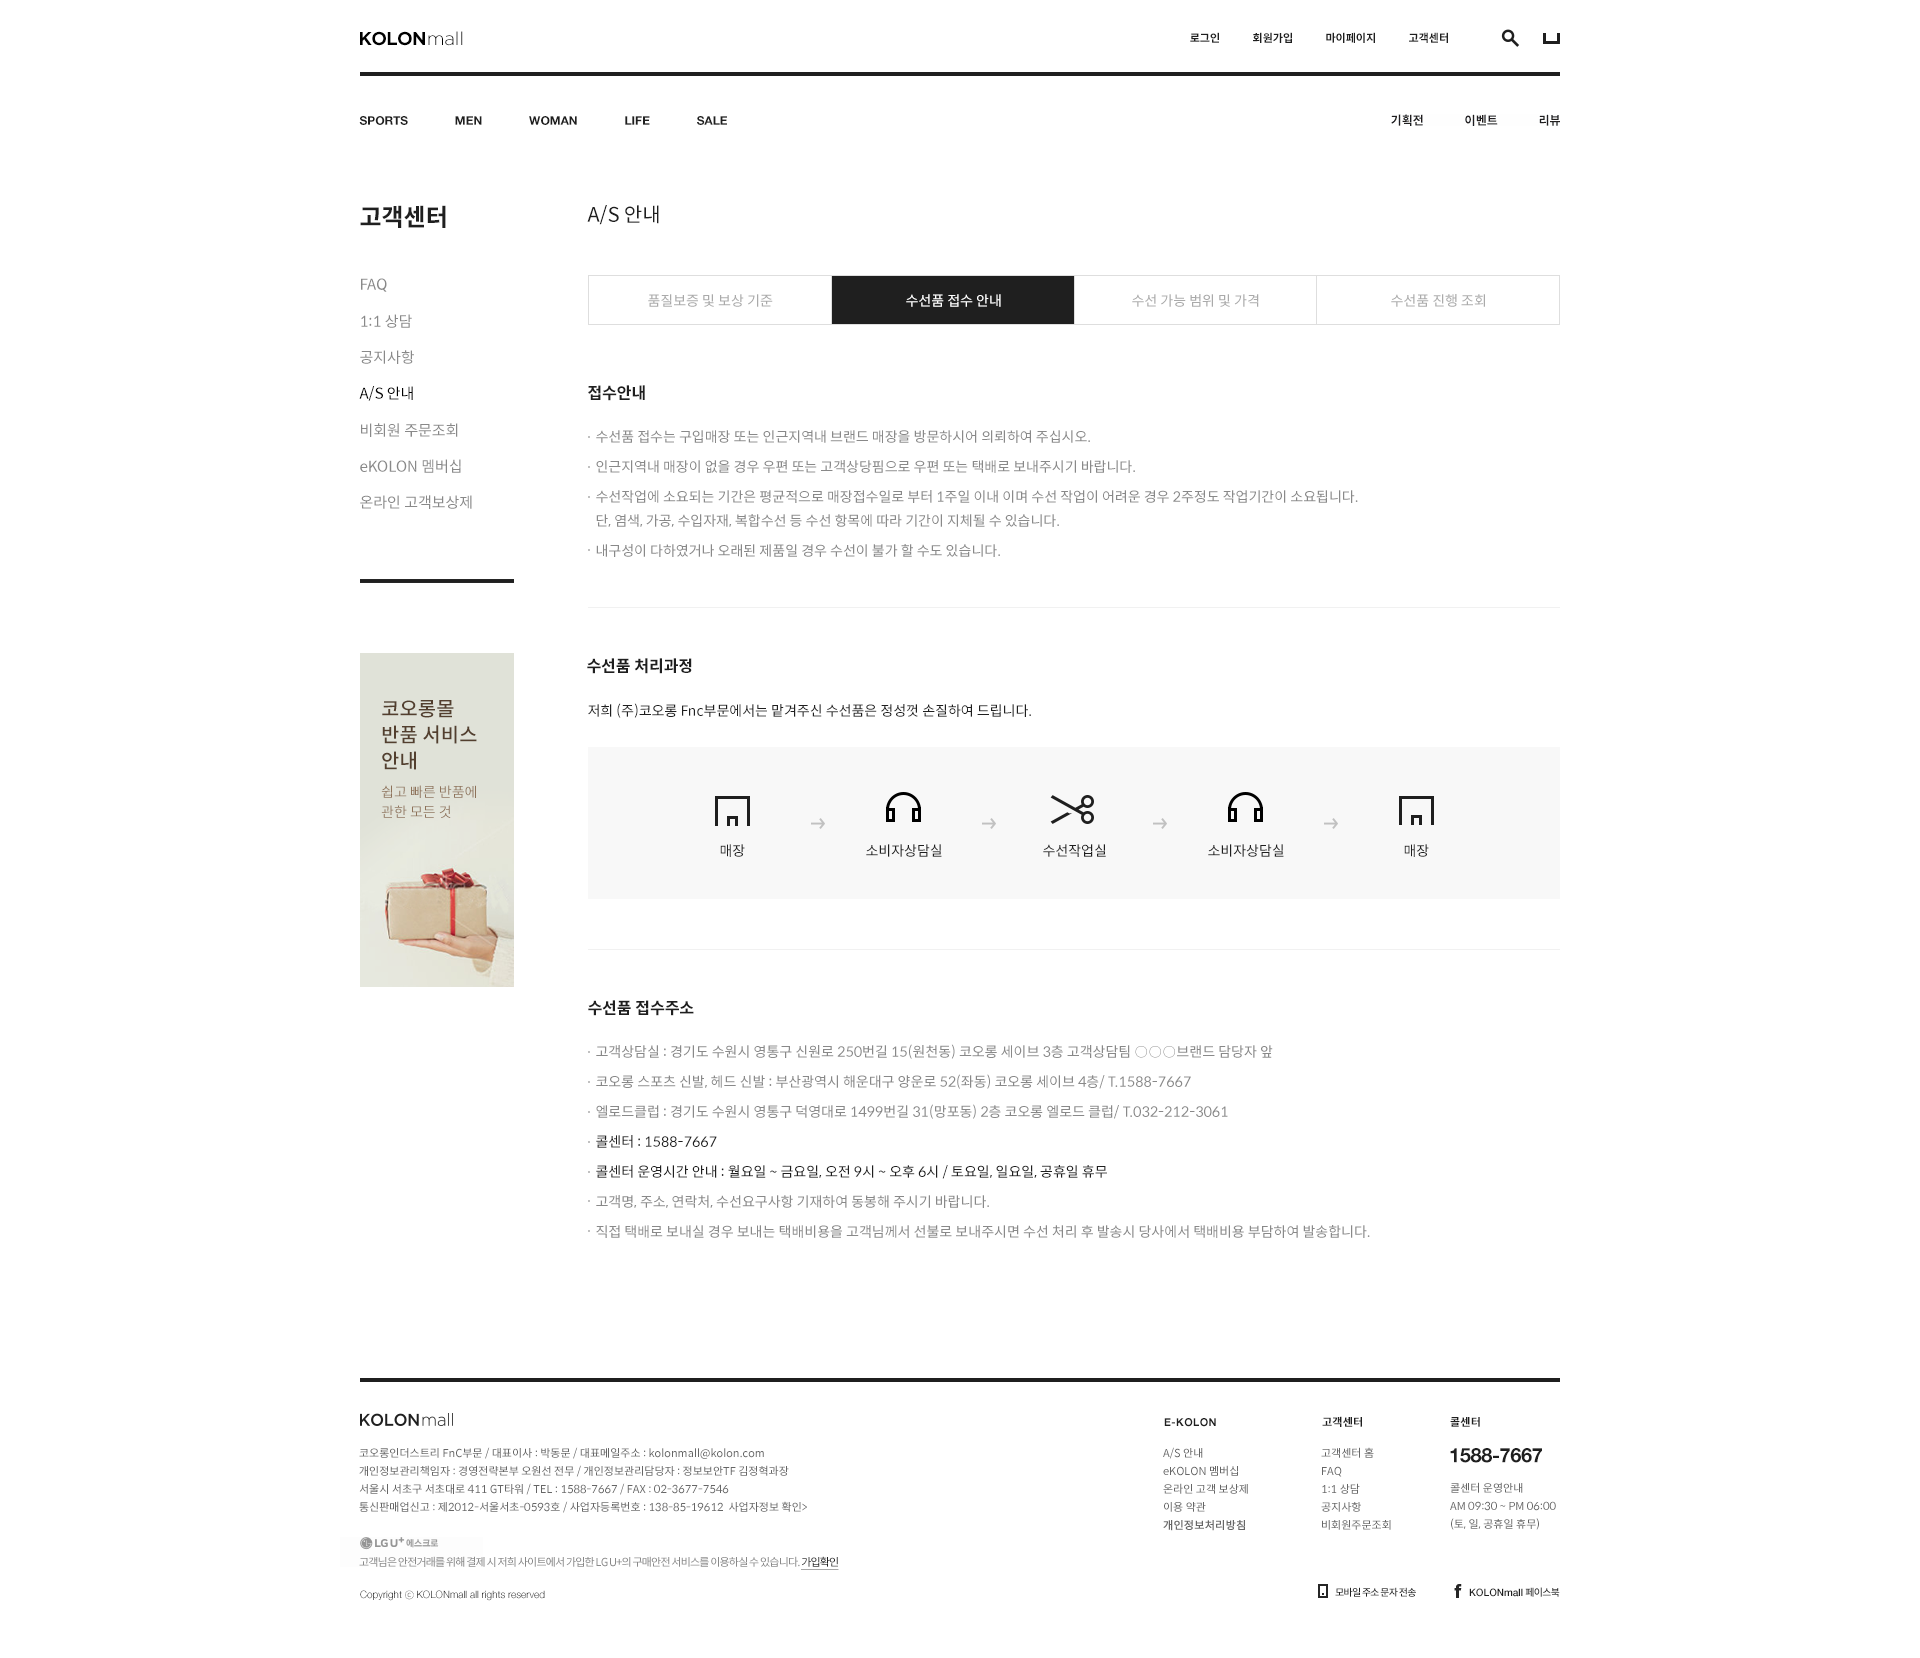 KOLONmall
로그인 회원가입 마이페이지 고객센터
SPORTS MEN WOMAN LIFE SALE 기획전 이벤트 리뷰
고객센터
FAQ
1:1 상담
공지사항
A/S 안내
비회원 주문조회
eKOLON 멤버십
온라인 고객보상제
코오롱몰
반품 서비스
안내
쉽고 빠른 반품에
관한 모든 것
A/S 안내
품질보증 및 보상 기준 수선품 접수 안내 수선 가능 범위 및 가격 수선품 진행 조회
접수안내
· 수선품 접수는 구입매장 또는 인근지역내 브랜드 매장을 방문하시어 의뢰하여 주십시오.
· 인근지역내 매장이 없을 경우 우편 또는 고객상당핌으로 우편 또는 택배로 보내주시기 바랍니다.
· 수선작업에 소요되는 기간은 평균적으로 매장접수일로 부터 1주일 이내 이며 수선 작업이 어려운 경우 2주정도 작업기간이 소요됩니다.
단, 염색, 가공, 수입자재, 복합수선 등 수선 항목에 따라 기간이 지체될 수 있습니다.
· 내구성이 다하였거나 오래된 제품일 경우 수선이 불가 할 수도 있습니다.
수선품 처리과정
저희 (주)코오롱 Fnc부문에서는 맡겨주신 수선품은 정성껏 손질하여 드립니다.
매장 → 소비자상담실 → 수선작업실 → 소비자상담실 → 매장
수선품 접수주소
· 고객상담실 : 경기도 수원시 영통구 신원로 250번길 15(원천동) 코오롱 세이브 3층 고객상담팀 ○○○브랜드 담당자 앞
· 코오롱 스포츠 신발, 헤드 신발 : 부산광역시 해운대구 양운로 52(좌동) 코오롱 세이브 4층/ T.1588-7667
· 엘로드클럽 : 경기도 수원시 영통구 덕영대로 1499번길 31(망포동) 2층 코오롱 엘로드 클럽/ T.032-212-3061
· 콜센터 : 1588-7667
· 콜센터 운영시간 안내 : 월요일 ~ 금요일, 오전 9시 ~ 오후 6시 / 토요일, 일요일, 공휴일 휴무
· 고객명, 주소, 연락처, 수선요구사항 기재하여 동봉해 주시기 바랍니다.
· 직접 택배로 보내실 경우 보내는 택배비용을 고객님께서 선불로 보내주시면 수선 처리 후 발송시 당사에서 택배비용 부담하여 발송합니다.
KOLONmall
코오롱인더스트리 FnC부문 / 대표이사 : 박동문 / 대표메일주소 : kolonmall@kolon.com
개인정보관리책임자 : 경영전략본부 오원선 전무 / 개인정보관리담당자 : 정보보안TF 김정혁과장
서울시 서초구 서초대로 411 GT타워 / TEL : 1588-7667 / FAX : 02-3677-7546
통신판매업신고 : 제2012-서울서초-0593호 / 사업자등록번호 : 138-85-19612 사업자정보 확인>
LG U+ 에스크로
고객님은 안전거래를 위해 결제 시 저희 사이트에서 가입한 LG U+의 구매안전 서비스를 이용하실 수 있습니다. 가입확인
Copyright ⓒ KOLONmall all rights reserved
E-KOLON
A/S 안내
eKOLON 멤버십
온라인 고객 보상제
이용 약관
개인정보처리방침
고객센터
고객센터 홈
FAQ
1:1 상담
공지사항
비회원주문조회
콜센터
1588-7667
콜센터 운영안내
AM 09:30 ~ PM 06:00
(토, 일, 공휴일 휴무)
모바일주소문자전송
f KOLONmall 페이스북